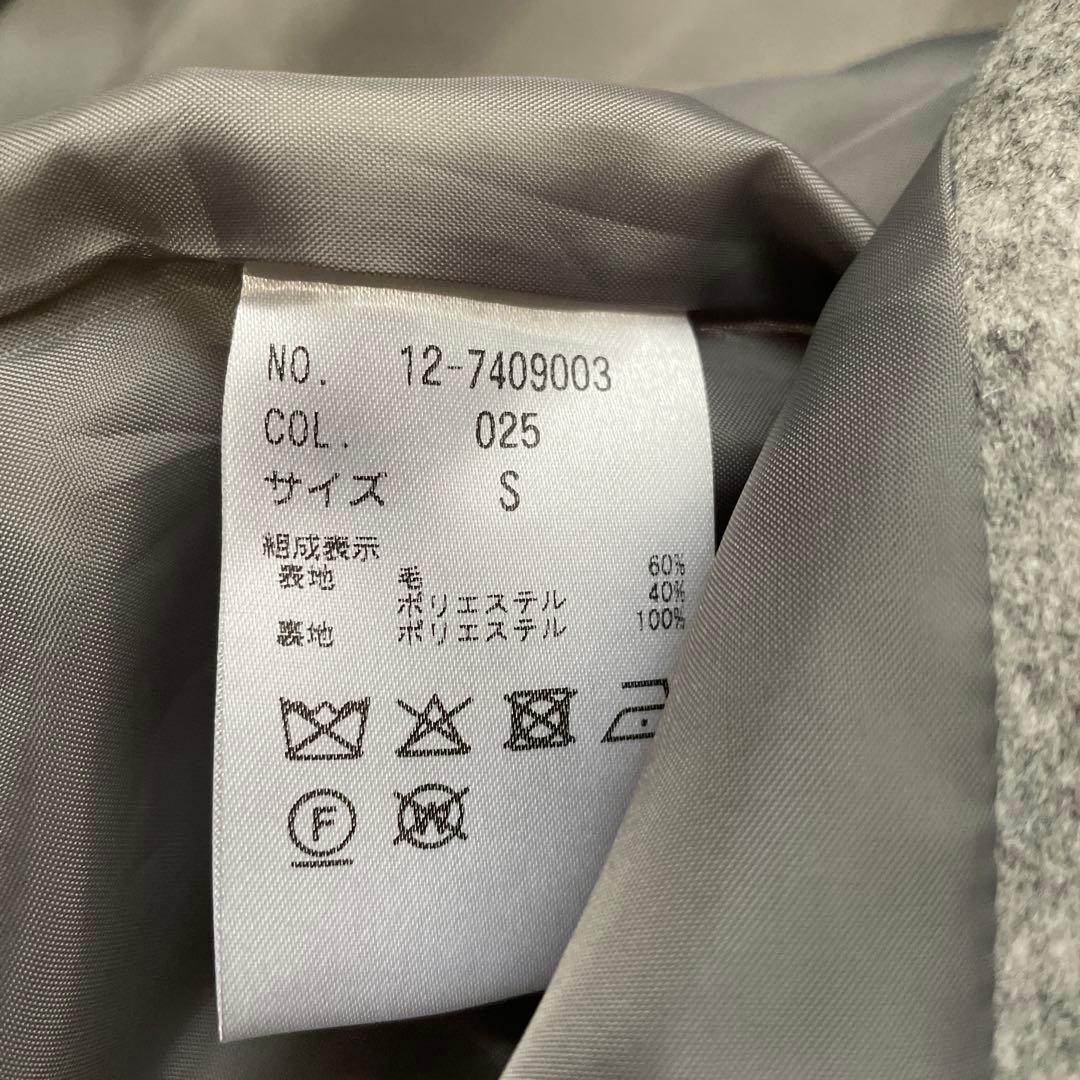 NO. 12-7409003
COL. 025
サイズ S
組成表示
表地 毛 60%
ポリエステル 40%
裏地 ポリエステル 100%
F
W